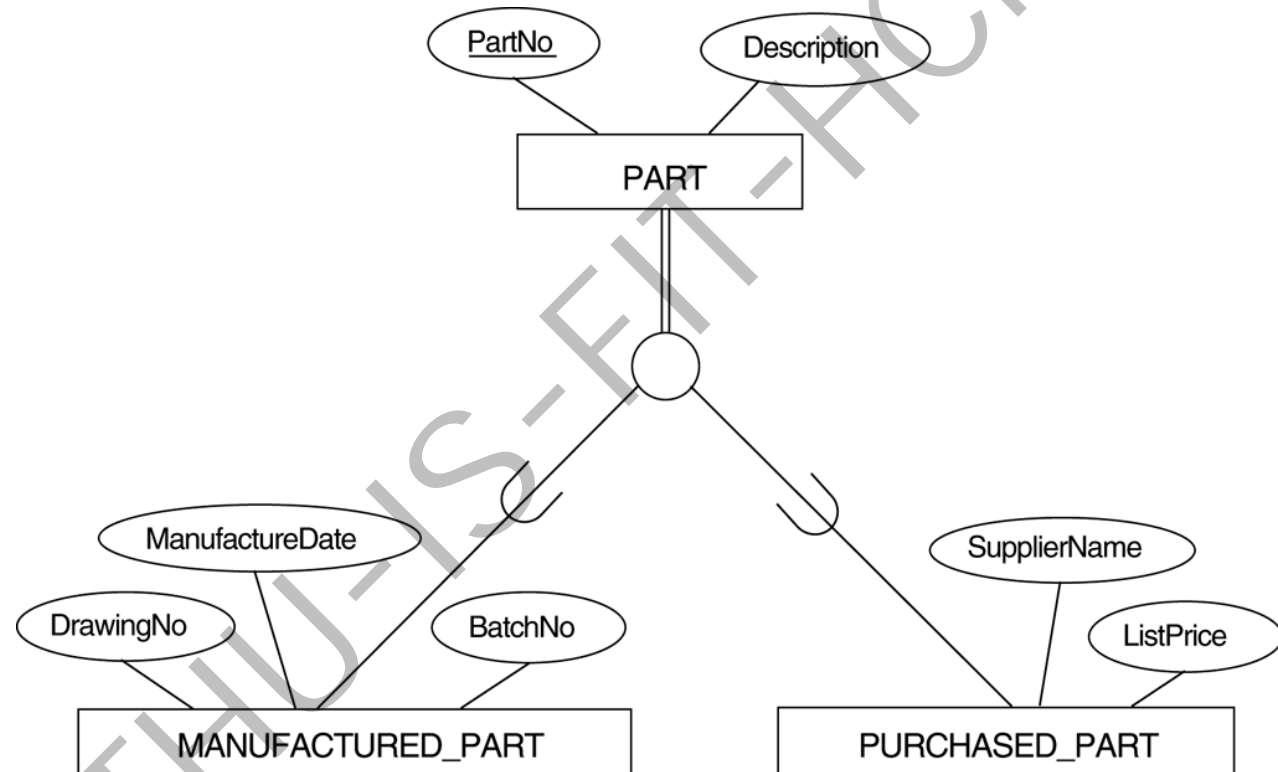 PartNo
Description
PART
ManufactureDate
SupplierName
DrawingNo
BatchNo
ListPrice
MANUFACTURED_PART
PURCHASED_PART